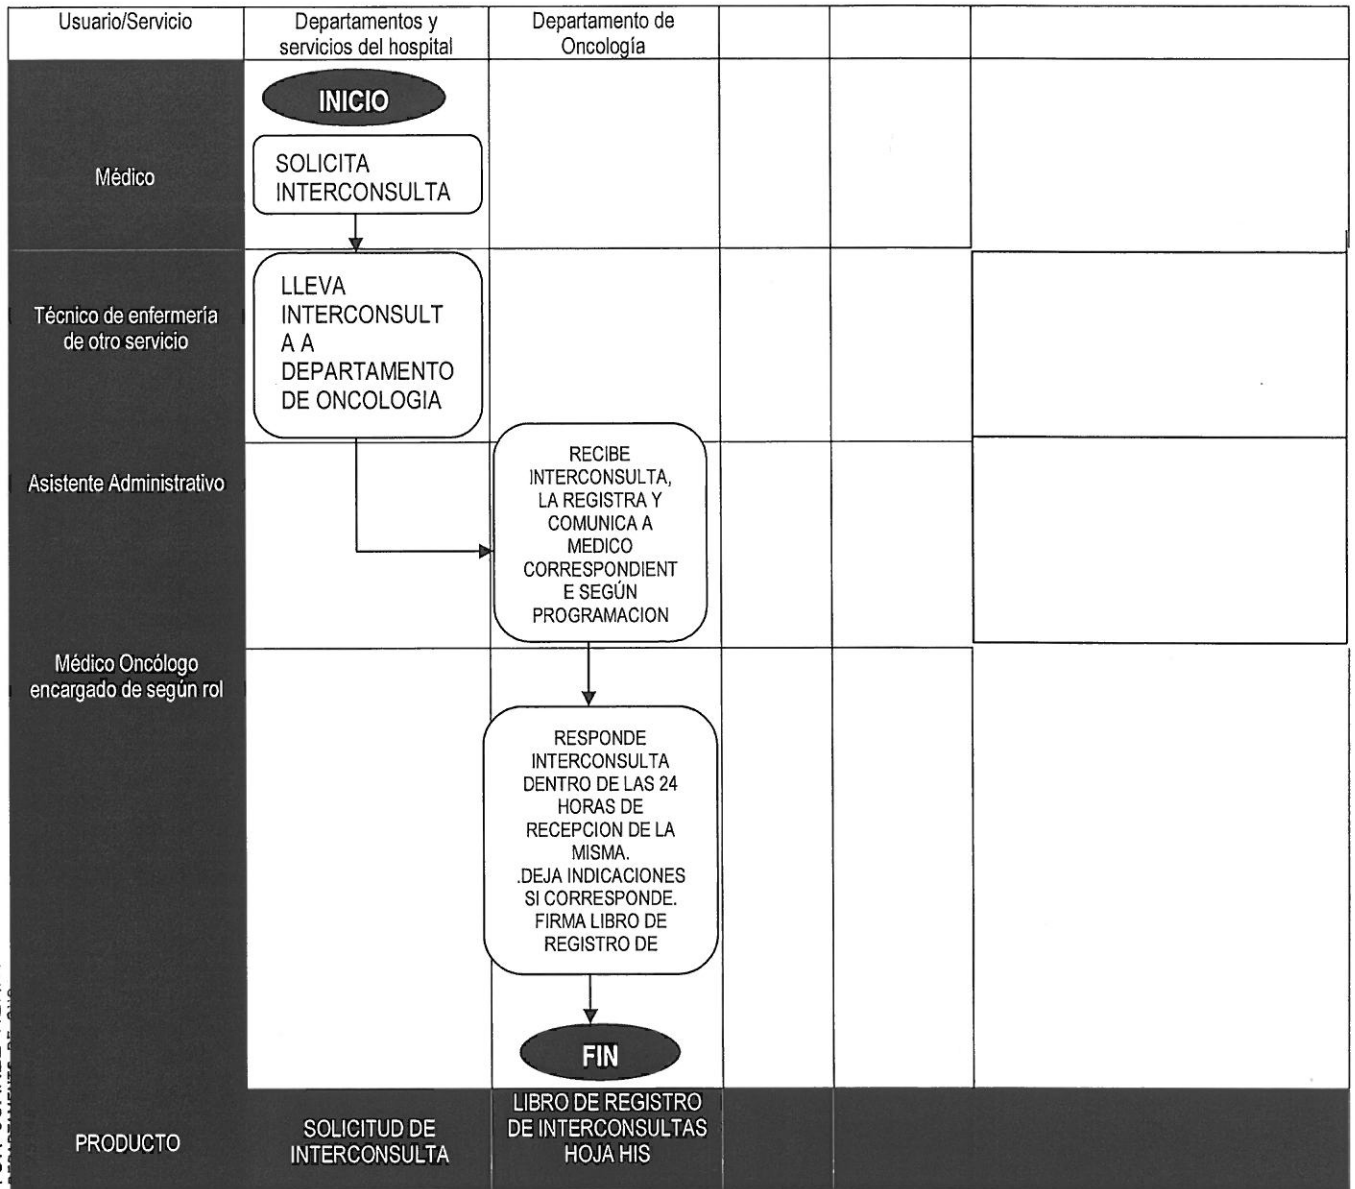 Usuario/Servicio
Departamentos y
servicios del hospital
Departamento de
Oncología
Médico
INICIO
SOLICITA
INTERCONSULTA
Técnico de enfermería
de otro servicio
LLEVA
INTERCONSULT
A A
DEPARTAMENTO
DE ONCOLOGIA
Asistente Administrativo
RECIBE
INTERCONSULTA,
LA REGISTRA Y
COMUNICA A
MEDICO
CORRESPONDIENT
E SEGÚN
PROGRAMACION
Médico Oncólogo
encargado de según rol
RESPONDE
INTERCONSULTA
DENTRO DE LAS 24
HORAS DE
RECEPCION DE LA
MISMA.
.DEJA INDICACIONES
SI CORRESPONDE.
FIRMA LIBRO DE
REGISTRO DE
FIN
PRODUCTO
SOLICITUD DE
INTERCONSULTA
LIBRO DE REGISTRO
DE INTERCONSULTAS
HOJA HIS